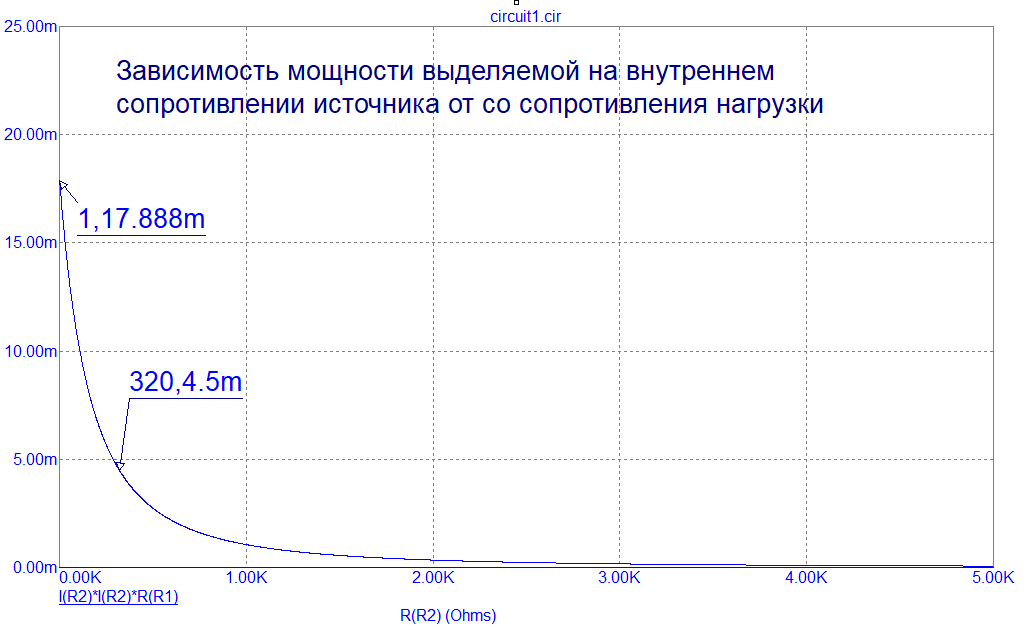 circuit1.cir
25.00m
Зависимость мощности выделяемой на внутреннем
сопротивлении источника от со сопротивления нагрузки
20.00m
1,17.888m
15.00m
10.00m
320,4.5m
5.00m
0.00m
0.00K 1.00K 2.00K 3.00K 4.00K 5.00K
I(R2)*I(R2)*R(R1)
R(R2) (Ohms)